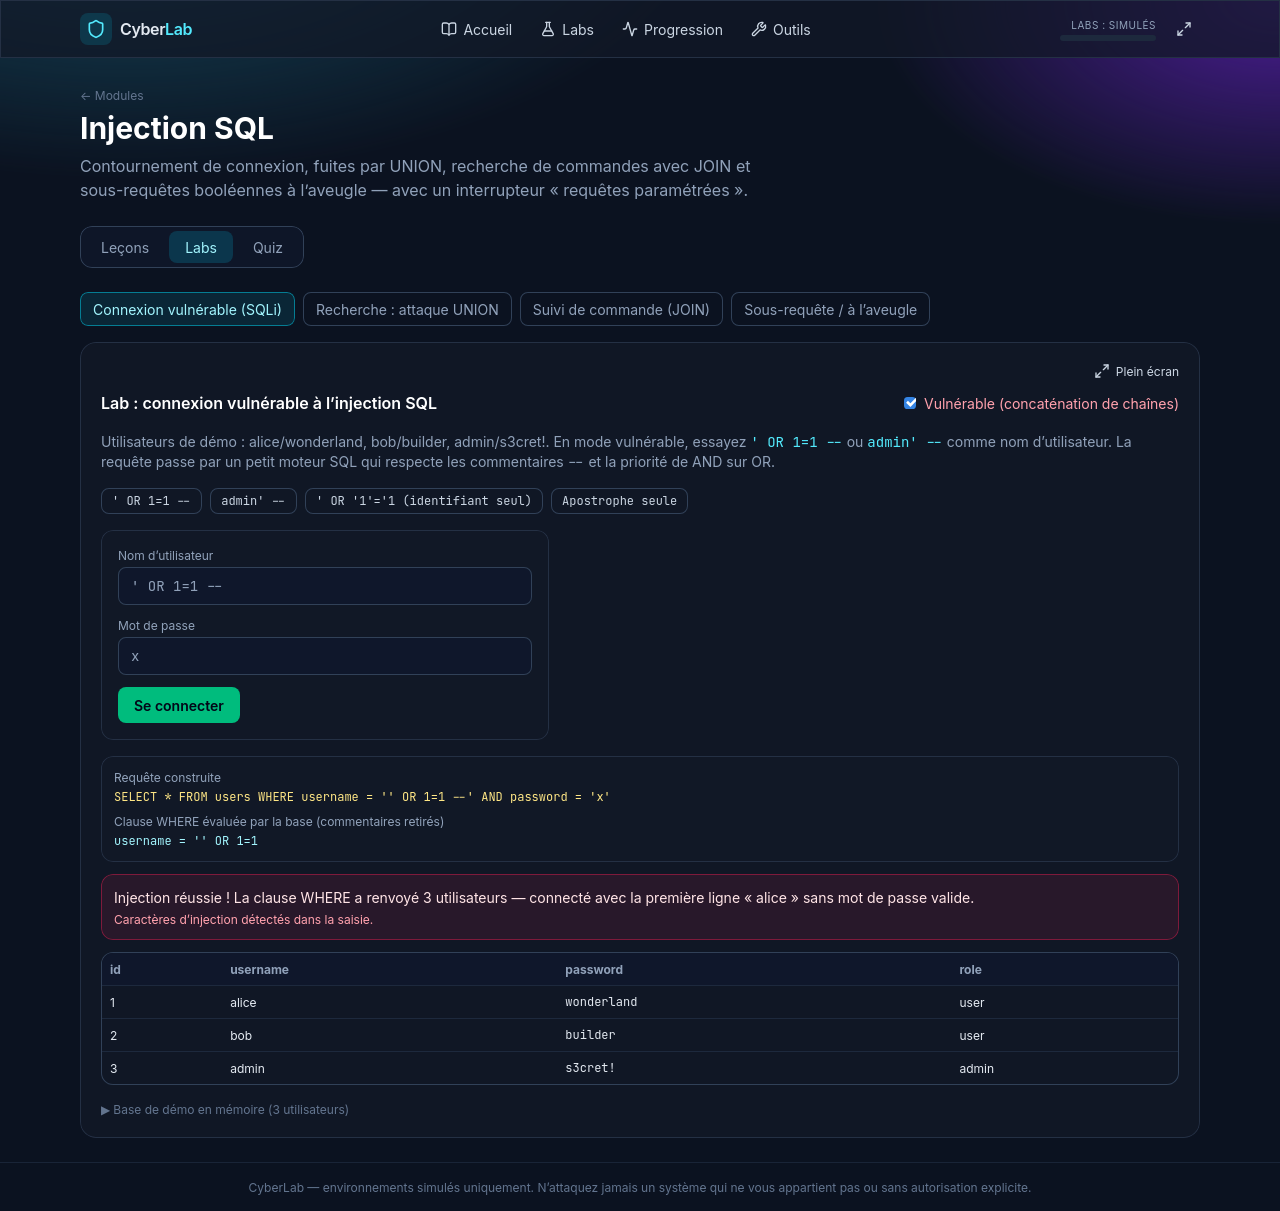 CyberLab
Accueil
Labs
Progression
Outils
LABS : SIMULÉS
← Modules
Injection SQL
Contournement de connexion, fuites par UNION, recherche de commandes avec JOIN et
sous-requêtes booléennes à l’aveugle — avec un interrupteur « requêtes paramétrées ».
Leçons
Labs
Quiz
Connexion vulnérable (SQLi)
Recherche : attaque UNION
Suivi de commande (JOIN)
Sous-requête / à l’aveugle
Plein écran
Lab : connexion vulnérable à l’injection SQL
Vulnérable (concaténation de chaînes)
Utilisateurs de démo : alice/wonderland, bob/builder, admin/s3cret!. En mode vulnérable, essayez ' OR 1=1 -- ou admin' -- comme nom d’utilisateur. La
requête passe par un petit moteur SQL qui respecte les commentaires -- et la priorité de AND sur OR.
' OR 1=1 --
admin' --
' OR '1'='1 (identifiant seul)
Apostrophe seule
Nom d’utilisateur
' OR 1=1 --
Mot de passe
x
Se connecter
Requête construite
SELECT * FROM users WHERE username = '' OR 1=1 --' AND password = 'x'
Clause WHERE évaluée par la base (commentaires retirés)
username = '' OR 1=1
Injection réussie ! La clause WHERE a renvoyé 3 utilisateurs — connecté avec la première ligne « alice » sans mot de passe valide.
Caractères d’injection détectés dans la saisie.
id username password role
1 alice wonderland user
2 bob builder user
3 admin s3cret! admin
▶ Base de démo en mémoire (3 utilisateurs)
CyberLab — environnements simulés uniquement. N’attaquez jamais un système qui ne vous appartient pas ou sans autorisation explicite.